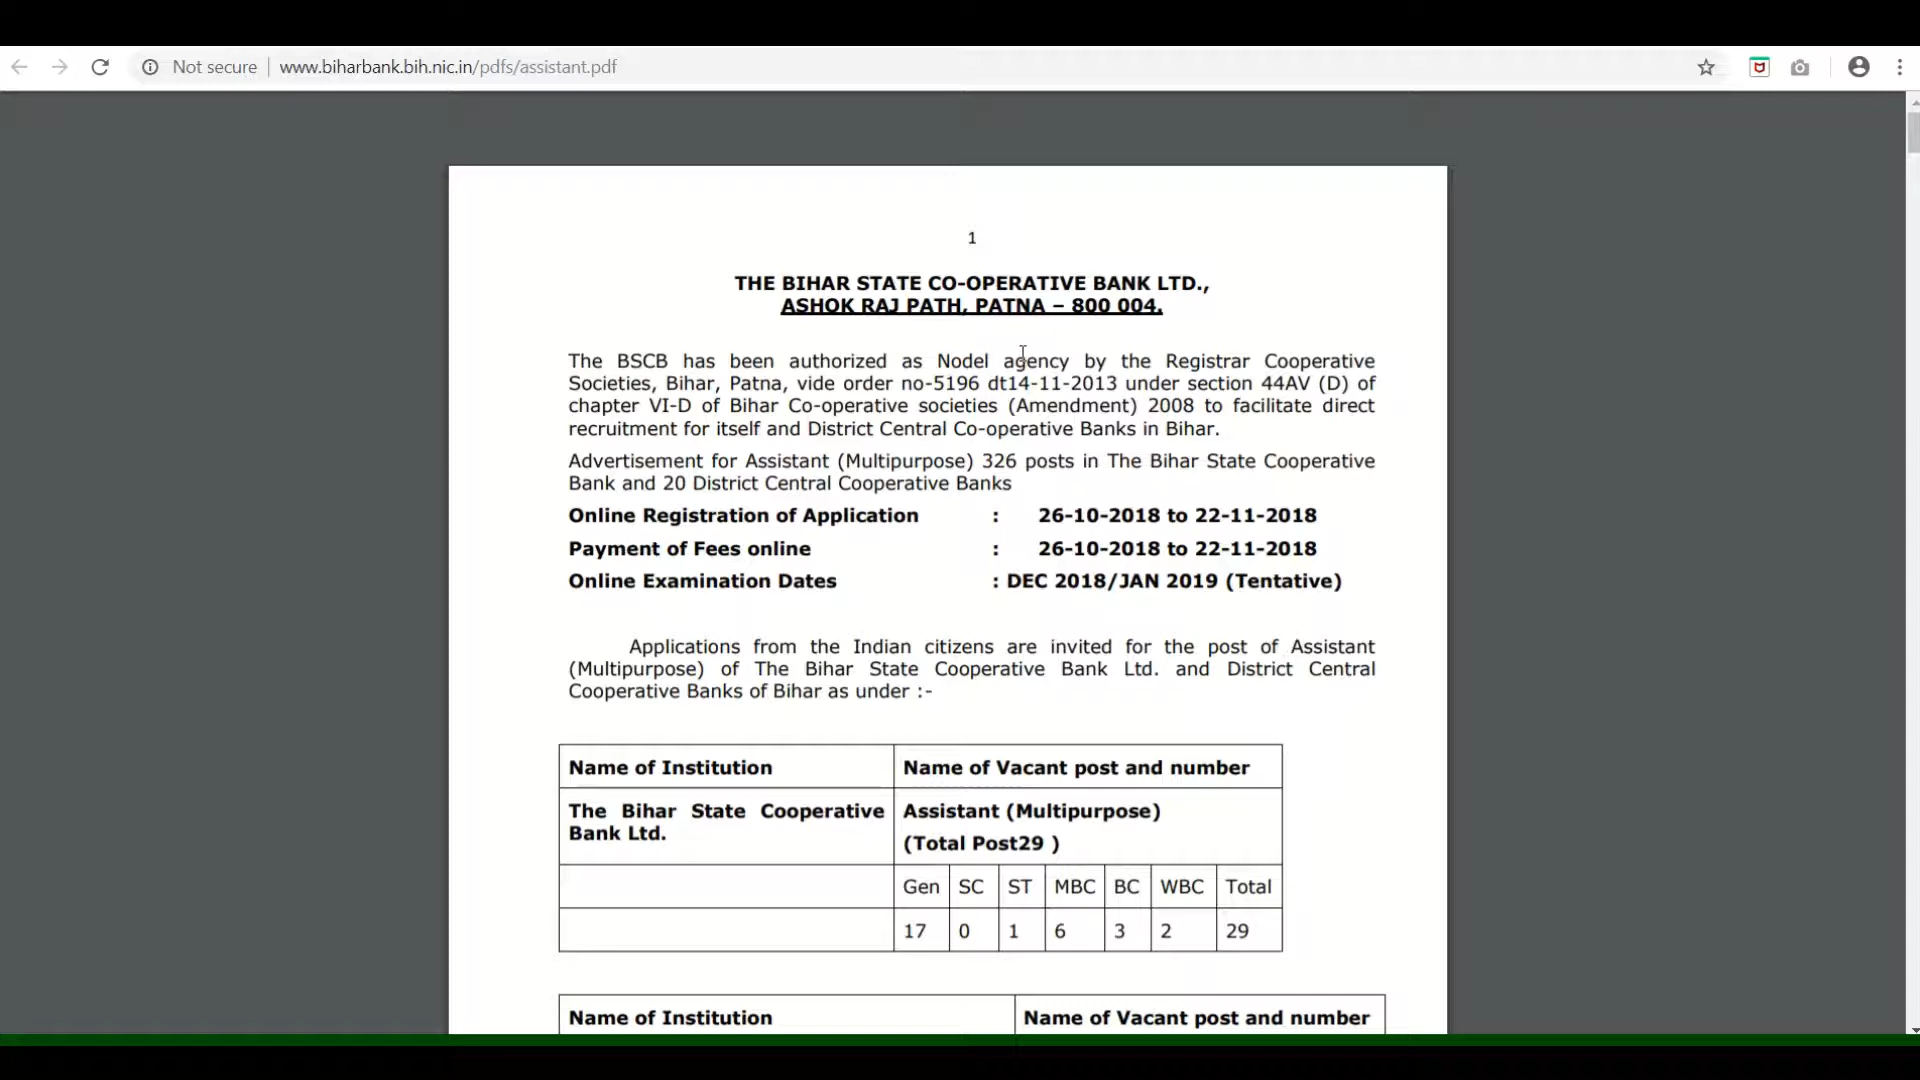 Not secure | www.biharbank.bih.nic.in/pdfs/assistant.pdf
1
THE BIHAR STATE CO-OPERATIVE BANK LTD.,
ASHOK RAJ PATH, PATNA – 800 004.
The BSCB has been authorized as Nodel agency by the Registrar Cooperative
Societies, Bihar, Patna, vide order no-5196 dt14-11-2013 under section 44AV (D) of
chapter VI-D of Bihar Co-operative societies (Amendment) 2008 to facilitate direct
recruitment for itself and District Central Co-operative Banks in Bihar.
Advertisement for Assistant (Multipurpose) 326 posts in The Bihar State Cooperative
Bank and 20 District Central Cooperative Banks
Online Registration of Application : 26-10-2018 to 22-11-2018
Payment of Fees online : 26-10-2018 to 22-11-2018
Online Examination Dates : DEC 2018/JAN 2019 (Tentative)
Applications from the Indian citizens are invited for the post of Assistant
(Multipurpose) of The Bihar State Cooperative Bank Ltd. and District Central
Cooperative Banks of Bihar as under :-
Name of Institution Name of Vacant post and number
The Bihar State Cooperative Assistant (Multipurpose)
Bank Ltd. (Total Post29 )
Gen SC ST MBC BC WBC Total
17 0 1 6 3 2 29
Name of Institution Name of Vacant post and number